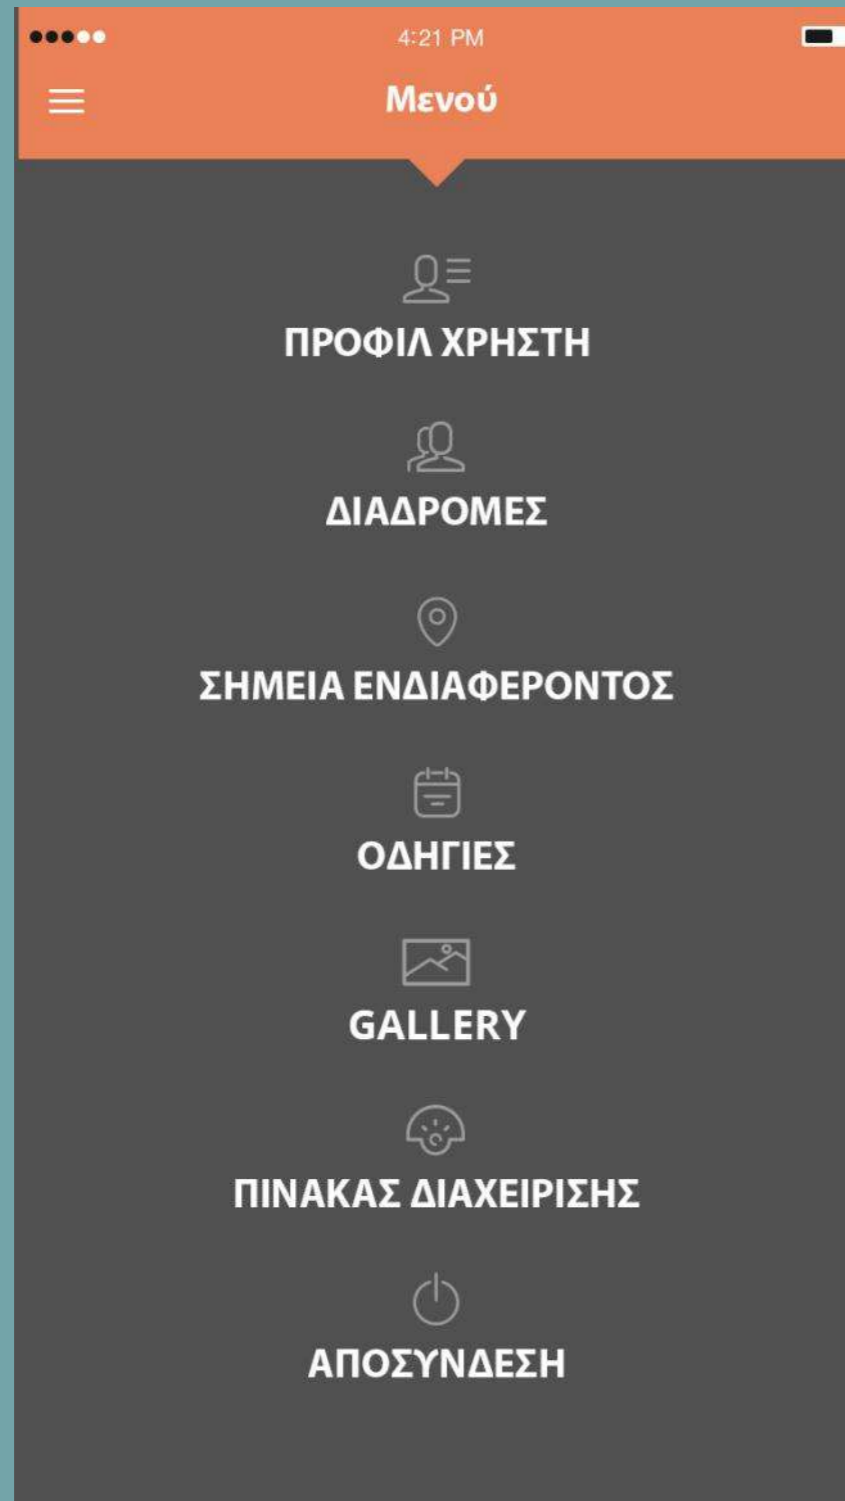 4:21 PM
Μενού
ΠΡΟΦΙΛ ΧΡΗΣΤΗ
ΔΙΑΔΡΟΜΕΣ
ΣΗΜΕΙΑ ΕΝΔΙΑΦΕΡΟΝΤΟΣ
ΟΔΗΓΙΕΣ
GALLERY
ΠΙΝΑΚΑΣ ΔΙΑΧΕΙΡΙΣΗΣ
ΑΠΟΣΥΝΔΕΣΗ